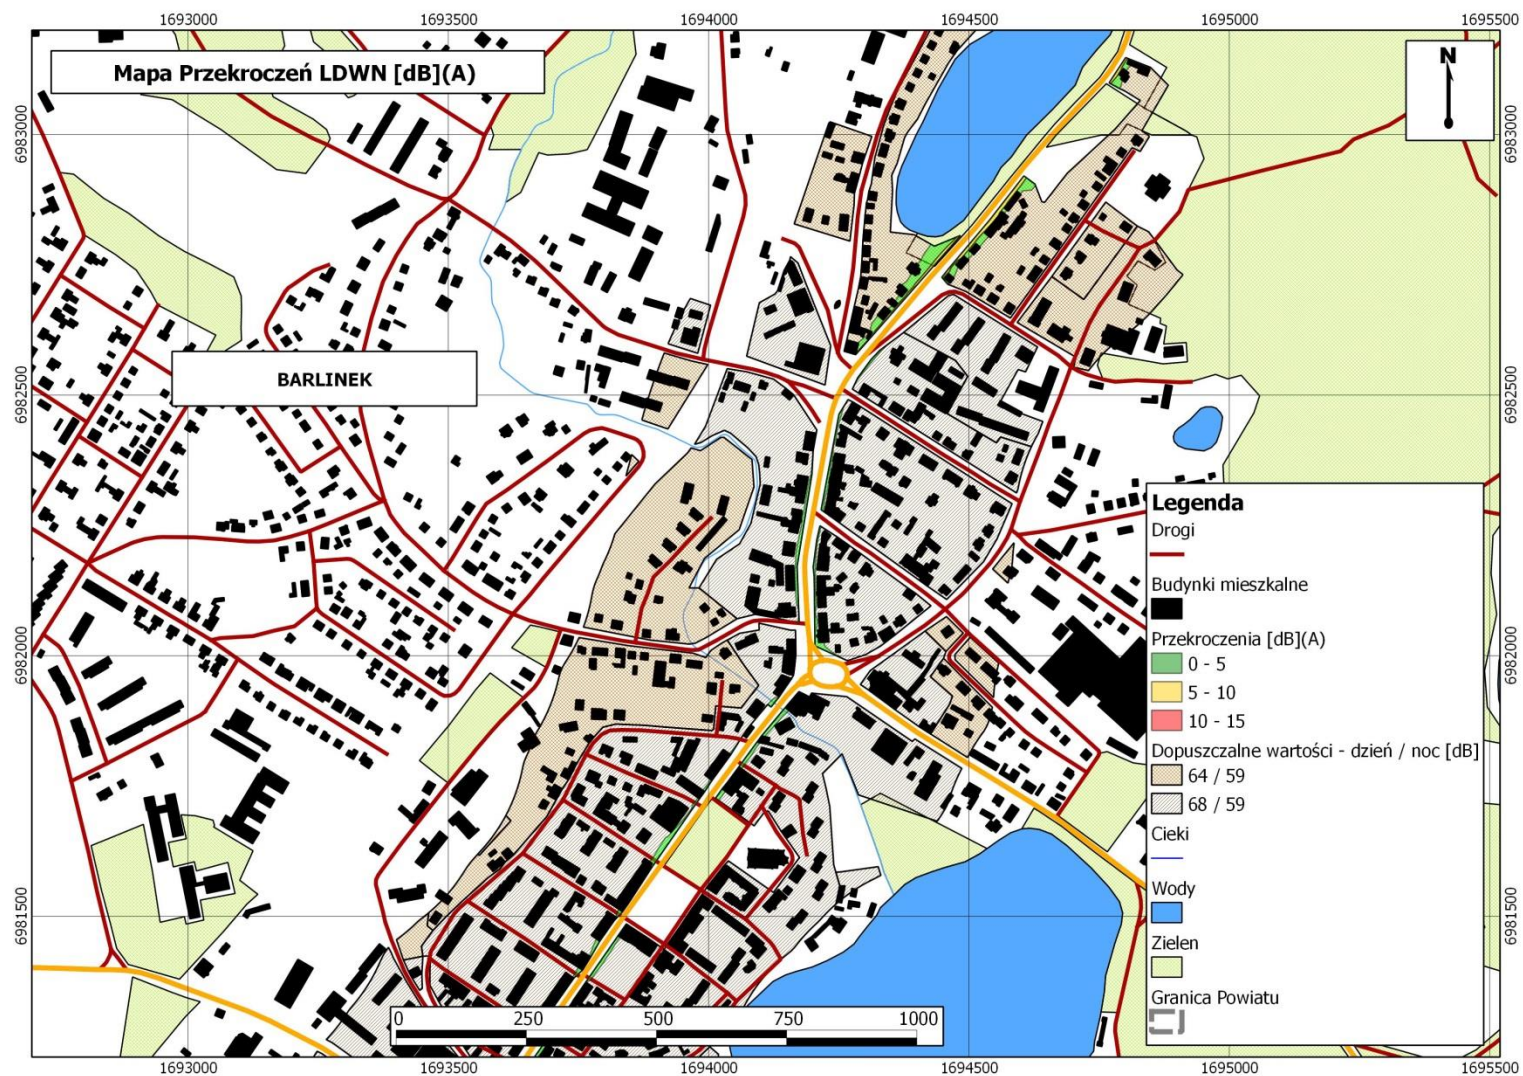 1693000 1693500 1694000 1694500 1695000 1695500
Mapa Przekroczeń LDWN [dB](A)
N
6983000 6983000
BARLINEK
6982500 6982500
Legenda
Drogi
Budynki mieszkalne
Przekroczenia [dB](A)
0 - 5
5 - 10
10 - 15
Dopuszczalne wartości - dzień / noc [dB]
64 / 59
68 / 59
Cieki
Wody
Zielen
Granica Powiatu
6982000 6982000
6981500 6981500
0 250 500 750 1000
1693000 1693500 1694000 1694500 1695000 1695500